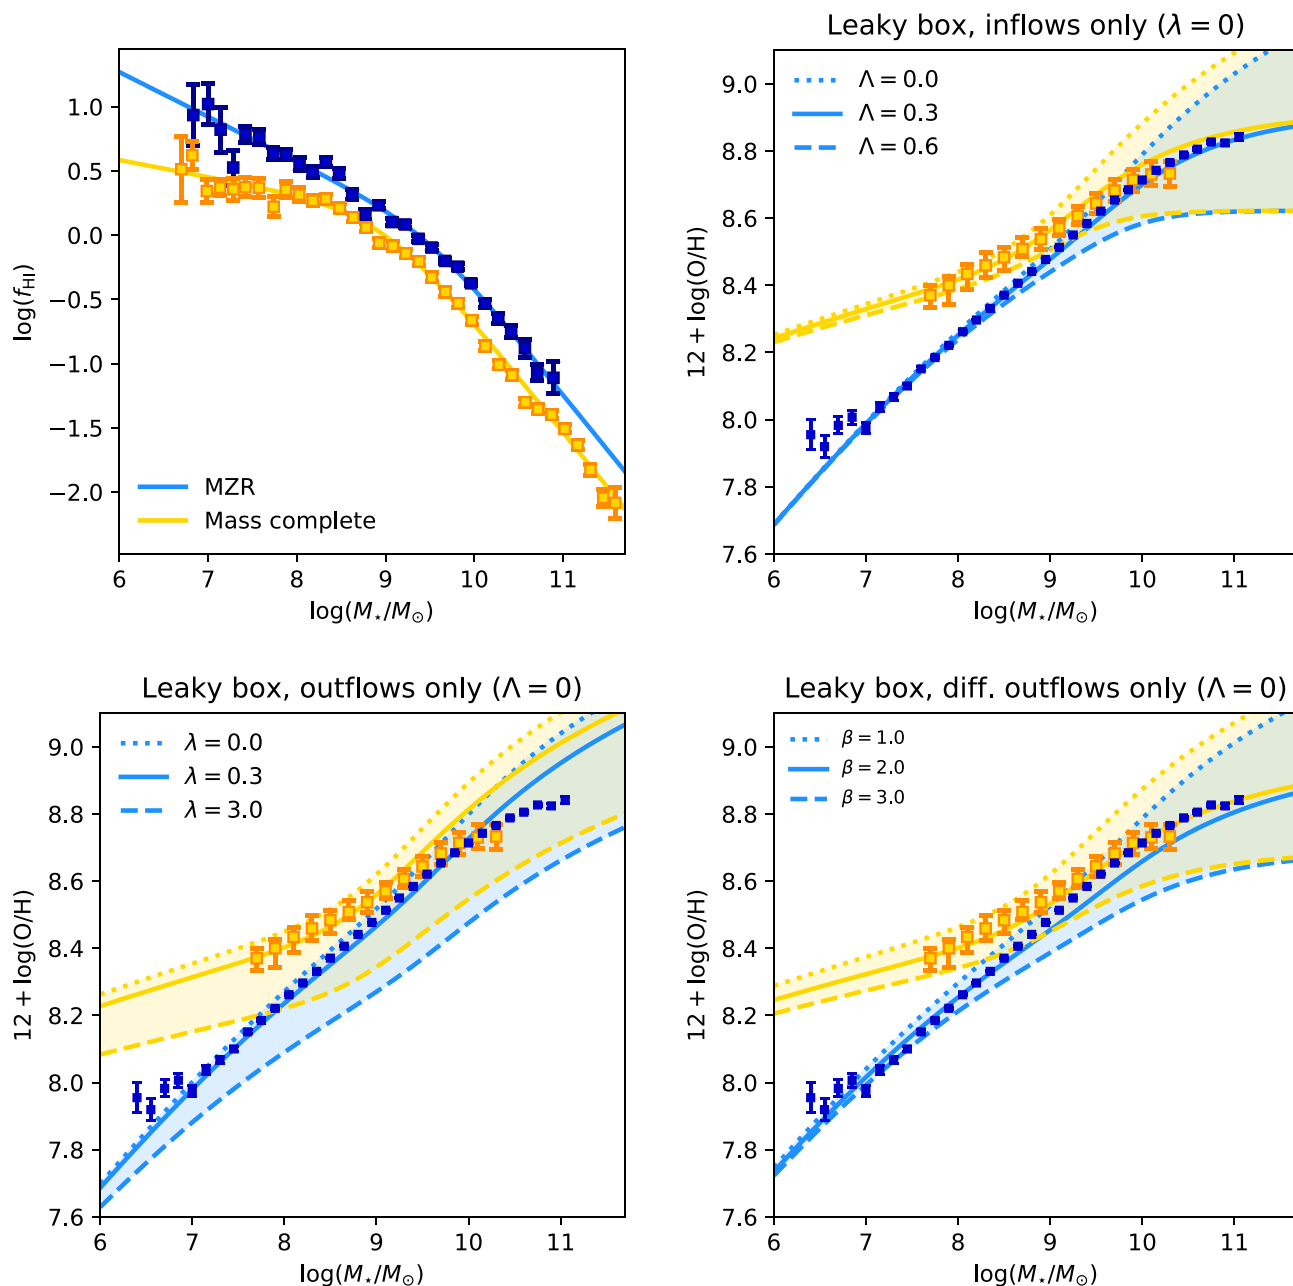 Leaky box, inflows only (λ = 0)
1.0
0.5
0.0
−0.5
−1.0
−1.5
−2.0
log(f_HI)
MZR
Mass complete
6 7 8 9 10 11
log(M⋆/M⊙)
9.0
8.8
8.6
8.4
8.2
8.0
7.8
7.6
12 + log(O/H)
Λ = 0.0
Λ = 0.3
Λ = 0.6
6 7 8 9 10 11
log(M⋆/M⊙)
Leaky box, outflows only (Λ = 0)
9.0
8.8
8.6
8.4
8.2
8.0
7.8
7.6
12 + log(O/H)
λ = 0.0
λ = 0.3
λ = 3.0
6 7 8 9 10 11
log(M⋆/M⊙)
Leaky box, diff. outflows only (Λ = 0)
9.0
8.8
8.6
8.4
8.2
8.0
7.8
7.6
12 + log(O/H)
β = 1.0
β = 2.0
β = 3.0
6 7 8 9 10 11
log(M⋆/M⊙)